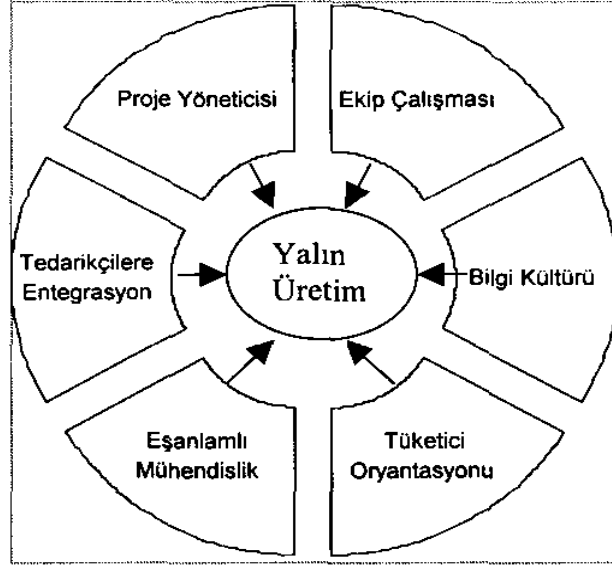 Proje Yöneticisi
Ekip Çalışması
Tedarikçilere
Entegrasyon
Yalın
Üretim
Bilgi Kültürü
Eşanlamlı
Mühendislik
Tüketici
Oryantasyonu